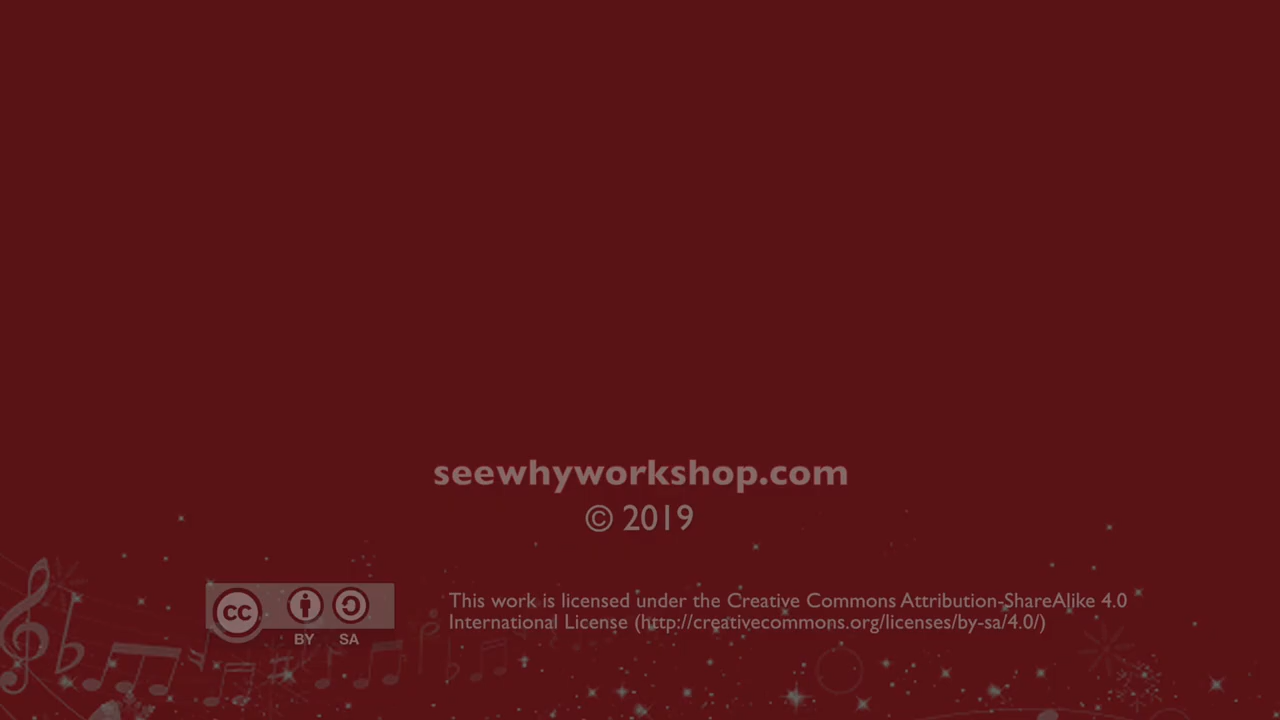 seewhyworkshop.com
© 2019
cc
BY SA
This work is licensed under the Creative Commons Attribution-ShareAlike 4.0
International License (http://creativecommons.org/licenses/by-sa/4.0/)